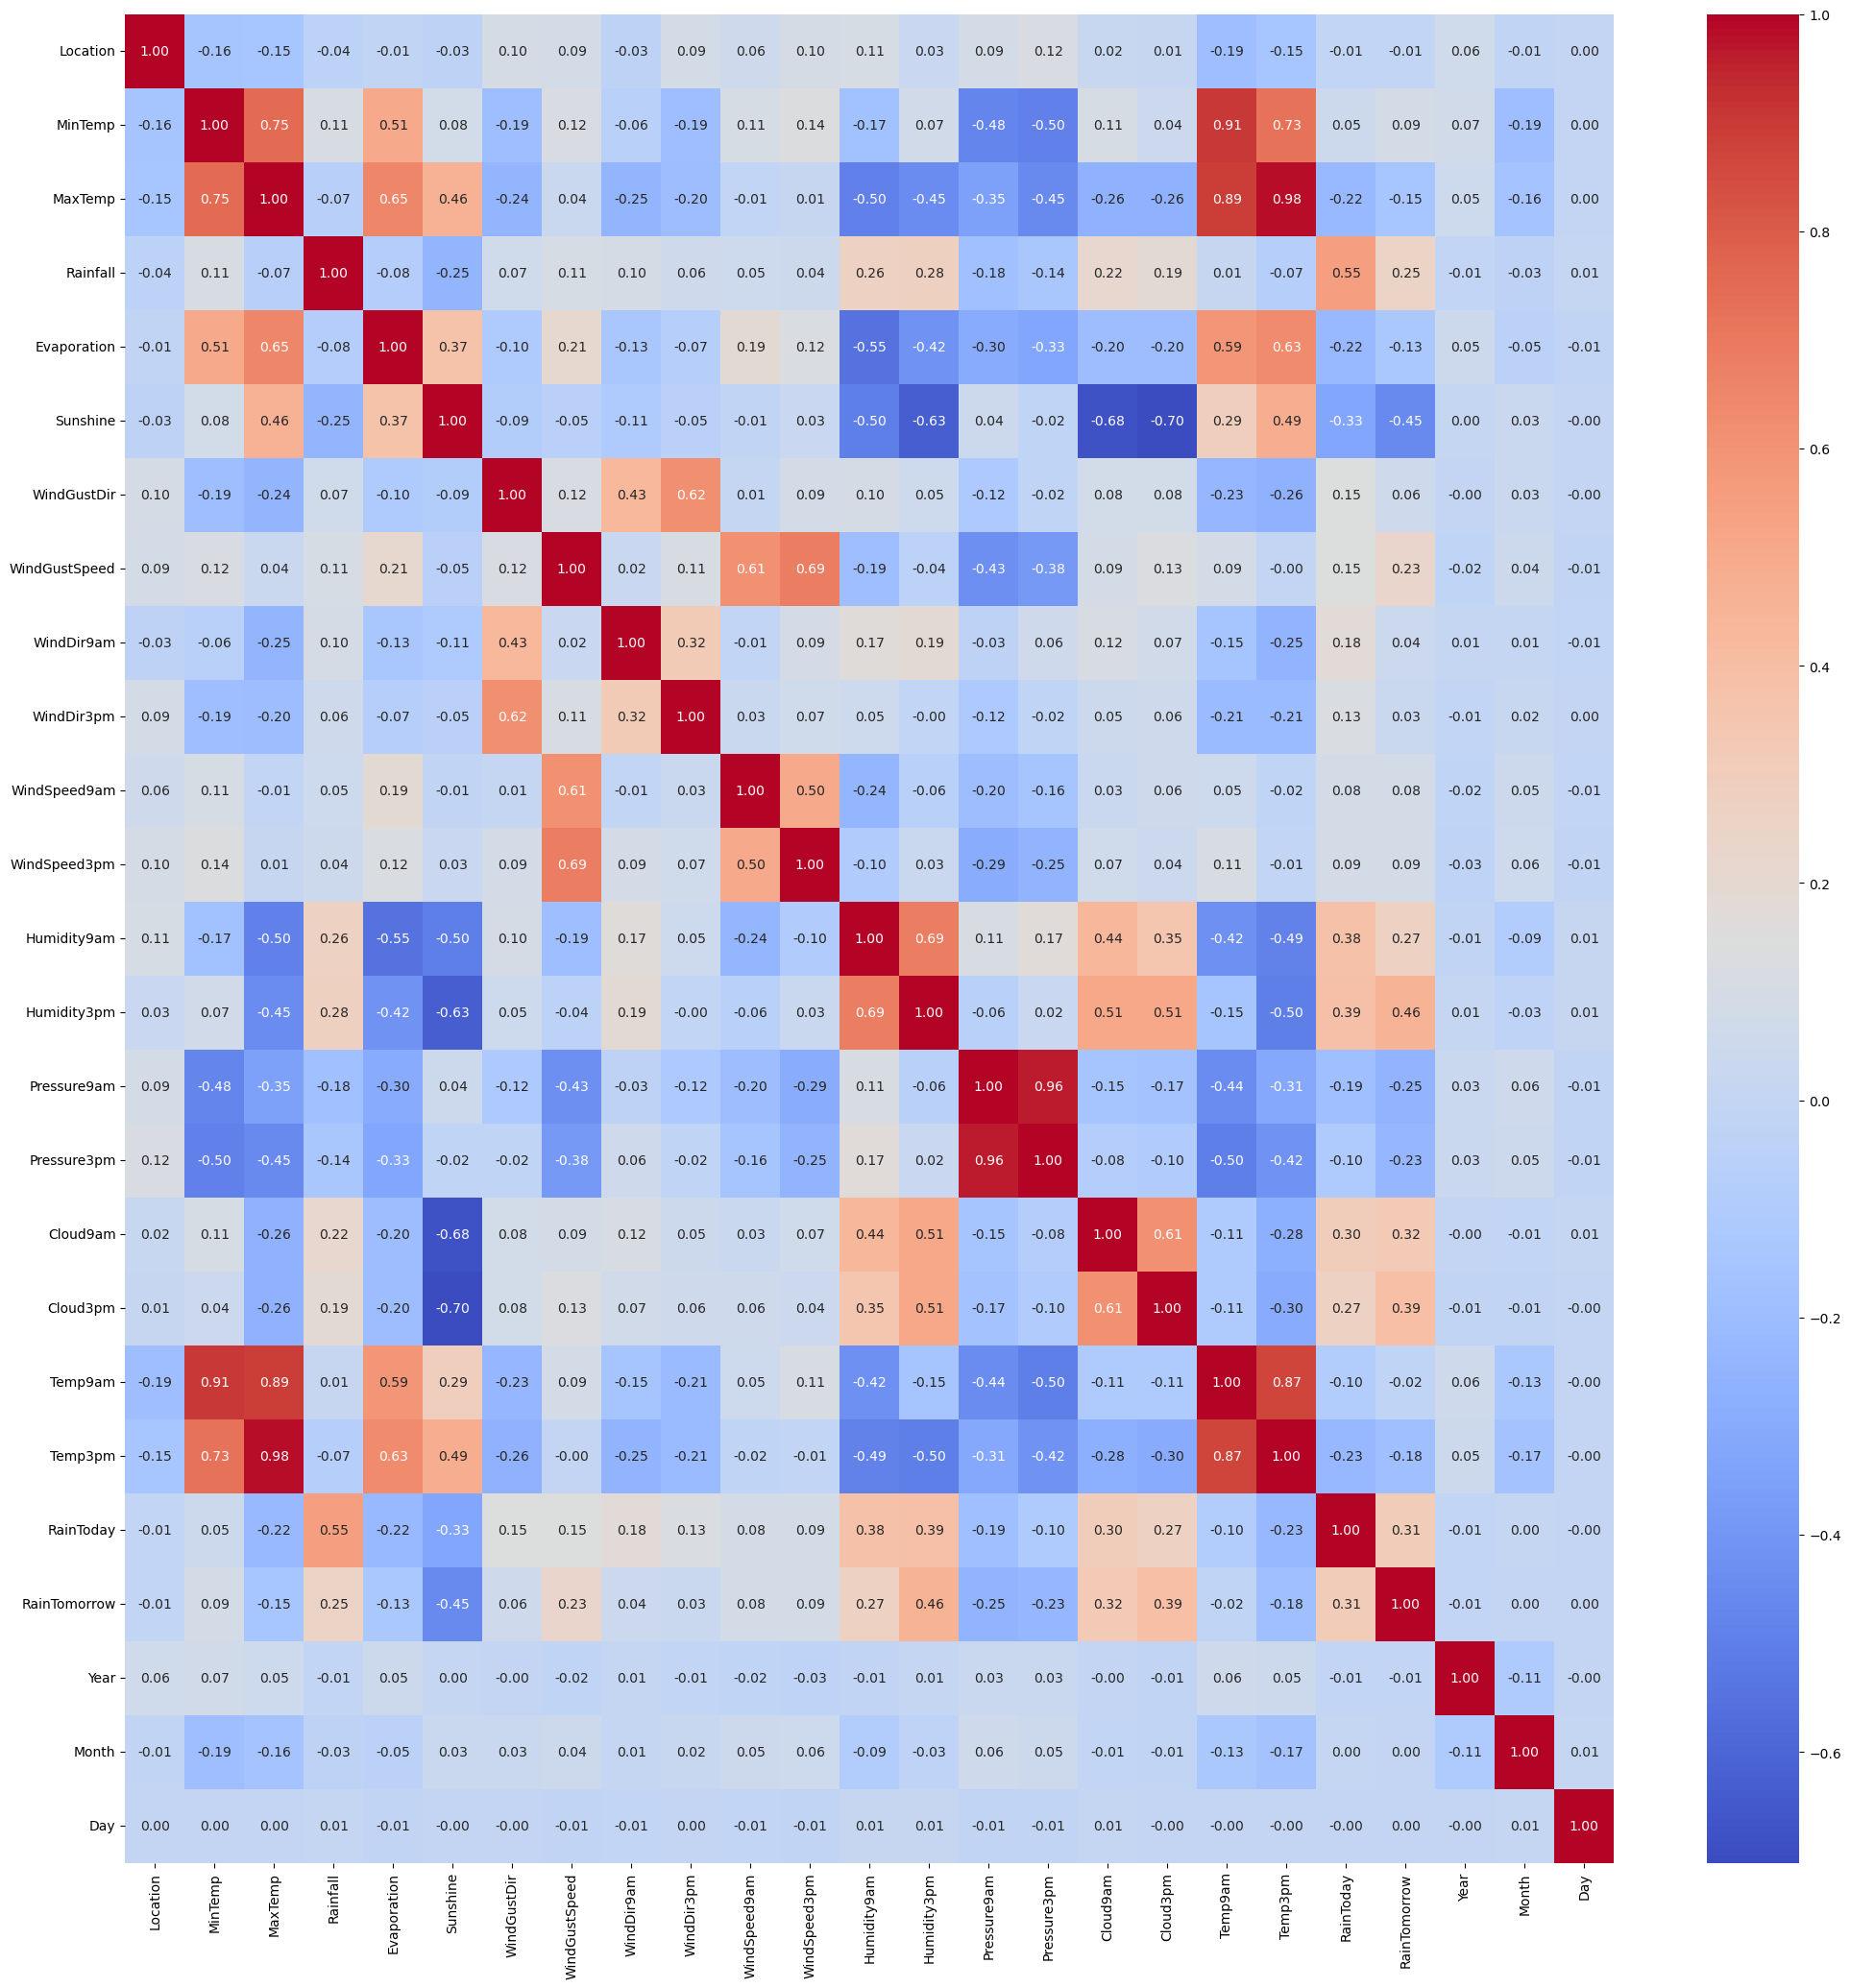 Location 1.00 -0.16 -0.15 -0.04 -0.01 -0.03 0.10 0.09 -0.03 0.09 0.06 0.10 0.11 0.03 0.09 0.12 0.02 0.01 -0.19 -0.15 -0.01 -0.01 0.06 -0.01 0.00 1.0
MinTemp -0.16 1.00 0.75 0.11 0.51 0.08 -0.19 0.12 -0.06 -0.19 0.11 0.14 -0.17 0.07 -0.48 -0.50 0.11 0.04 0.91 0.73 0.05 0.09 0.07 -0.19 0.00
MaxTemp -0.15 0.75 1.00 -0.07 0.65 0.46 -0.24 0.04 -0.25 -0.20 -0.01 0.01 -0.50 -0.45 -0.35 -0.45 -0.26 -0.26 0.89 0.98 -0.22 -0.15 0.05 -0.16 0.00
0.8
Rainfall -0.04 0.11 -0.07 1.00 -0.08 -0.25 0.07 0.11 0.10 0.06 0.05 0.04 0.26 0.28 -0.18 -0.14 0.22 0.19 0.01 -0.07 0.55 0.25 -0.01 -0.03 0.01
Evaporation -0.01 0.51 0.65 -0.08 1.00 0.37 -0.10 0.21 -0.13 -0.07 0.19 0.12 -0.55 -0.42 -0.30 -0.33 -0.20 -0.20 0.59 0.63 -0.22 -0.13 0.05 -0.05 -0.01
Sunshine -0.03 0.08 0.46 -0.25 0.37 1.00 -0.09 -0.05 -0.11 -0.05 -0.01 0.03 -0.50 -0.63 0.04 -0.02 -0.68 -0.70 0.29 0.49 -0.33 -0.45 0.00 0.03 -0.00
0.6
WindGustDir 0.10 -0.19 -0.24 0.07 -0.10 -0.09 1.00 0.12 0.43 0.62 0.01 0.09 0.10 0.05 -0.12 -0.02 0.08 0.08 -0.23 -0.26 0.15 0.06 -0.00 0.03 -0.00
WindGustSpeed 0.09 0.12 0.04 0.11 0.21 -0.05 0.12 1.00 0.02 0.11 0.61 0.69 -0.19 -0.04 -0.43 -0.38 0.09 0.13 0.09 -0.00 0.15 0.23 -0.02 0.04 -0.01
WindDir9am -0.03 -0.06 -0.25 0.10 -0.13 -0.11 0.43 0.02 1.00 0.32 -0.01 0.09 0.17 0.19 -0.03 0.06 0.12 0.07 -0.15 -0.25 0.18 0.04 0.01 0.01 -0.01
0.4
WindDir3pm 0.09 -0.19 -0.20 0.06 -0.07 -0.05 0.62 0.11 0.32 1.00 0.03 0.07 0.05 -0.00 -0.12 -0.02 0.05 0.06 -0.21 -0.21 0.13 0.03 -0.01 0.02 0.00
WindSpeed9am 0.06 0.11 -0.01 0.05 0.19 -0.01 0.01 0.61 -0.01 0.03 1.00 0.50 -0.24 -0.06 -0.20 -0.16 0.03 0.06 0.05 -0.02 0.08 0.08 -0.02 0.05 -0.01
WindSpeed3pm 0.10 0.14 0.01 0.04 0.12 0.03 0.09 0.69 0.09 0.07 0.50 1.00 -0.10 0.03 -0.29 -0.25 0.07 0.04 0.11 -0.01 0.09 0.09 -0.03 0.06 -0.01
0.2
Humidity9am 0.11 -0.17 -0.50 0.26 -0.55 -0.50 0.10 -0.19 0.17 0.05 -0.24 -0.10 1.00 0.69 0.11 0.17 0.44 0.35 -0.42 -0.49 0.38 0.27 -0.01 -0.09 0.01
Humidity3pm 0.03 0.07 -0.45 0.28 -0.42 -0.63 0.05 -0.04 0.19 -0.00 -0.06 0.03 0.69 1.00 -0.06 0.02 0.51 0.51 -0.15 -0.50 0.39 0.46 0.01 -0.03 0.01
Pressure9am 0.09 -0.48 -0.35 -0.18 -0.30 0.04 -0.12 -0.43 -0.03 -0.12 -0.20 -0.29 0.11 -0.06 1.00 0.96 -0.15 -0.17 -0.44 -0.31 -0.19 -0.25 0.03 0.06 -0.01
0.0
Pressure3pm 0.12 -0.50 -0.45 -0.14 -0.33 -0.02 -0.02 -0.38 0.06 -0.02 -0.16 -0.25 0.17 0.02 0.96 1.00 -0.08 -0.10 -0.50 -0.42 -0.10 -0.23 0.03 0.05 -0.01
Cloud9am 0.02 0.11 -0.26 0.22 -0.20 -0.68 0.08 0.09 0.12 0.05 0.03 0.07 0.44 0.51 -0.15 -0.08 1.00 0.61 -0.11 -0.28 0.30 0.32 -0.00 -0.01 0.01
Cloud3pm 0.01 0.04 -0.26 0.19 -0.20 -0.70 0.08 0.13 0.07 0.06 0.06 0.04 0.35 0.51 -0.17 -0.10 0.61 1.00 -0.11 -0.30 0.27 0.39 -0.01 -0.01 -0.00
−0.2
Temp9am -0.19 0.91 0.89 0.01 0.59 0.29 -0.23 0.09 -0.15 -0.21 0.05 0.11 -0.42 -0.15 -0.44 -0.50 -0.11 -0.11 1.00 0.87 -0.10 -0.02 0.06 -0.13 -0.00
Temp3pm -0.15 0.73 0.98 -0.07 0.63 0.49 -0.26 -0.00 -0.25 -0.21 -0.02 -0.01 -0.49 -0.50 -0.31 -0.42 -0.28 -0.30 0.87 1.00 -0.23 -0.18 0.05 -0.17 -0.00
RainToday -0.01 0.05 -0.22 0.55 -0.22 -0.33 0.15 0.15 0.18 0.13 0.08 0.09 0.38 0.39 -0.19 -0.10 0.30 0.27 -0.10 -0.23 1.00 0.31 -0.01 0.00 -0.00
−0.4
RainTomorrow -0.01 0.09 -0.15 0.25 -0.13 -0.45 0.06 0.23 0.04 0.03 0.08 0.09 0.27 0.46 -0.25 -0.23 0.32 0.39 -0.02 -0.18 0.31 1.00 -0.01 0.00 0.00
Year 0.06 0.07 0.05 -0.01 0.05 0.00 -0.00 -0.02 0.01 -0.01 -0.02 -0.03 -0.01 0.01 0.03 0.03 -0.00 -0.01 0.06 0.05 -0.01 -0.01 1.00 -0.11 -0.00
Month -0.01 -0.19 -0.16 -0.03 -0.05 0.03 0.03 0.04 0.01 0.02 0.05 0.06 -0.09 -0.03 0.06 0.05 -0.01 -0.01 -0.13 -0.17 0.00 0.00 -0.11 1.00 0.01
−0.6
Day 0.00 0.00 0.00 0.01 -0.01 -0.00 -0.00 -0.01 -0.01 0.00 -0.01 -0.01 0.01 0.01 -0.01 -0.01 0.01 -0.00 -0.00 -0.00 -0.00 0.00 -0.00 0.01 1.00
Location MinTemp MaxTemp Rainfall Evaporation Sunshine WindGustDir WindGustSpeed WindDir9am WindDir3pm WindSpeed9am WindSpeed3pm Humidity9am Humidity3pm Pressure9am Pressure3pm Cloud9am Cloud3pm Temp9am Temp3pm RainToday RainTomorrow Year Month Day